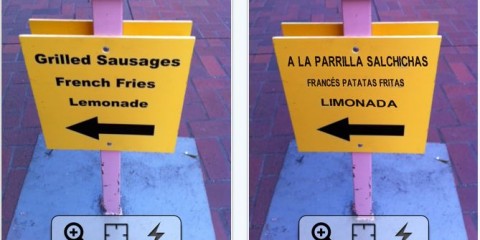 Grilled Sausages
French Fries
Lemonade
A LA PARRILLA SALCHICHAS
FRANCÉS PATATAS FRITAS
LIMONADA